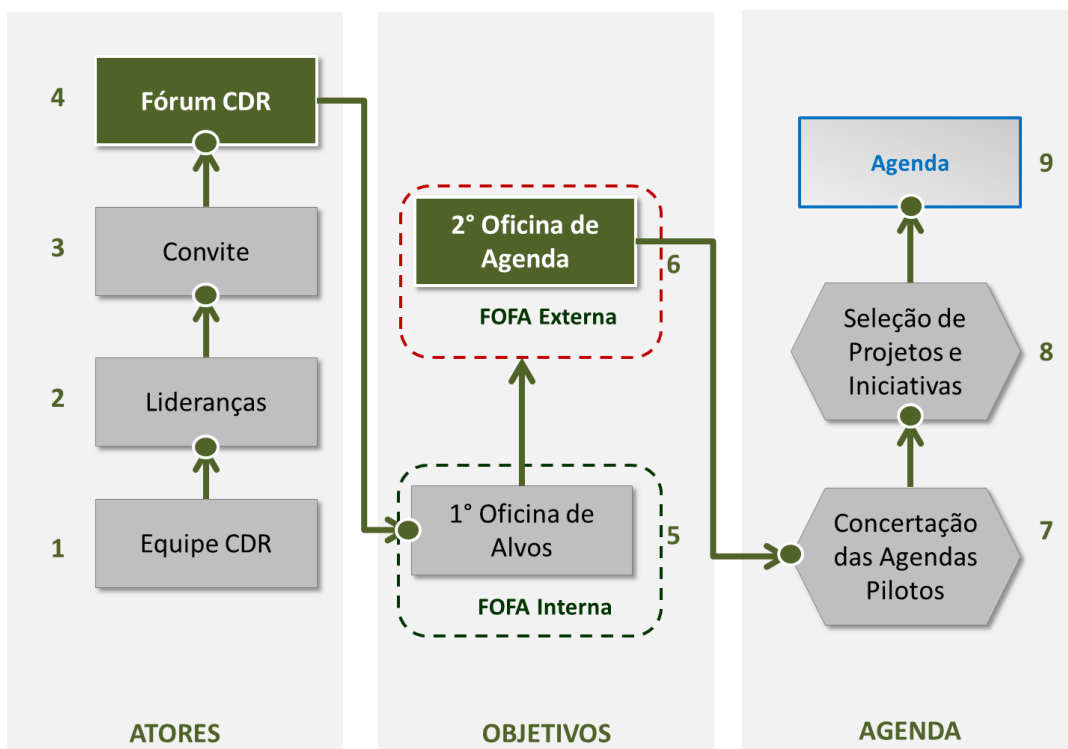 4
Fórum CDR
3
Convite
2
Lideranças
1
Equipe CDR
ATORES
2° Oficina de
Agenda
6
FOFA Externa
1° Oficina de
Alvos
5
FOFA Interna
OBJETIVOS
Agenda
9
Seleção de
Projetos e
Iniciativas
8
Concertação
das Agendas
Pilotos
7
AGENDA